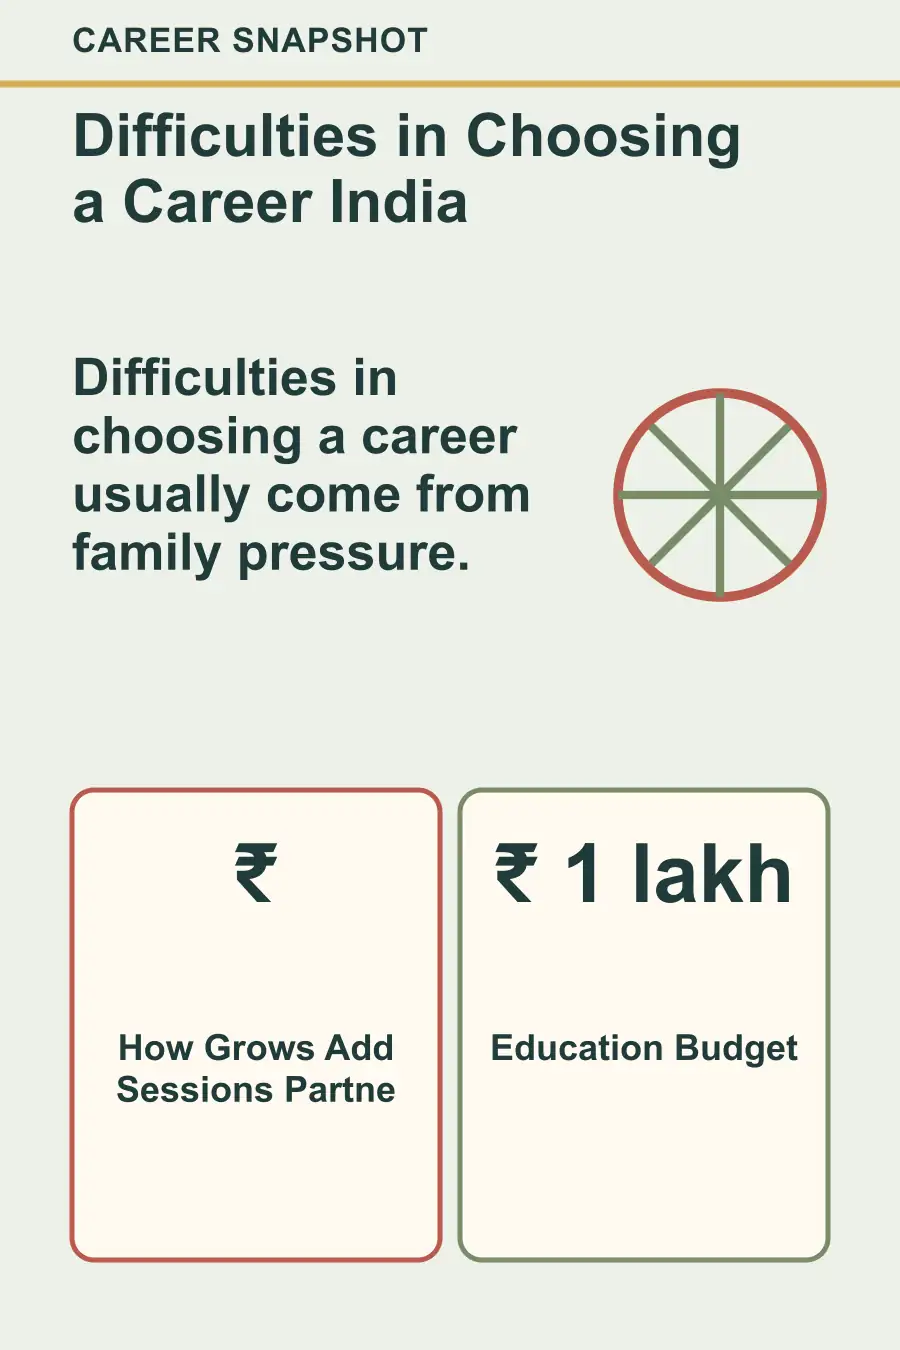 CAREER SNAPSHOT
Difficulties in Choosing
a Career India
Difficulties in
choosing a career
usually come from
family pressure.
₹
How Grows Add
Sessions Partne
₹ 1 lakh
Education Budget